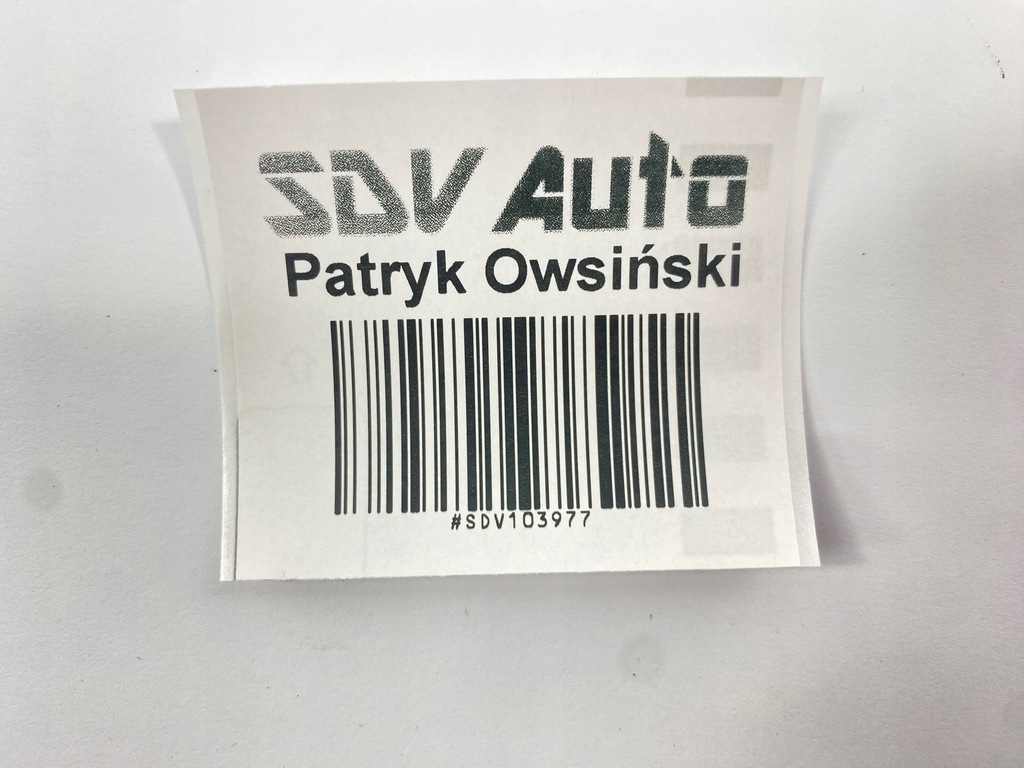 SDV Auto
Patryk Owsiński
#SDV103977